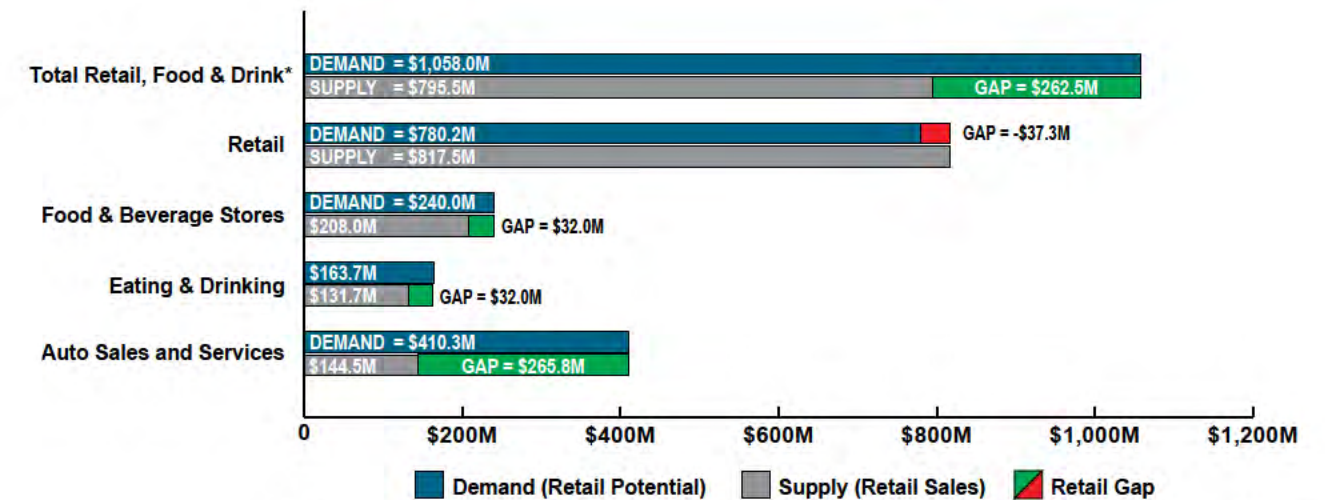 Total Retail, Food & Drink*
DEMAND = $1,058.0M
SUPPLY = $795.5M
GAP = $262.5M
Retail
DEMAND = $780.2M
GAP = -$37.3M
SUPPLY = $817.5M
Food & Beverage Stores
DEMAND = $240.0M
$208.0M
GAP = $32.0M
Eating & Drinking
$163.7M
$131.7M
GAP = $32.0M
Auto Sales and Services
DEMAND = $410.3M
$144.5M
GAP = $265.8M
0 $200M $400M $600M $800M $1,000M $1,200M
Demand (Retail Potential) Supply (Retail Sales) Retail Gap